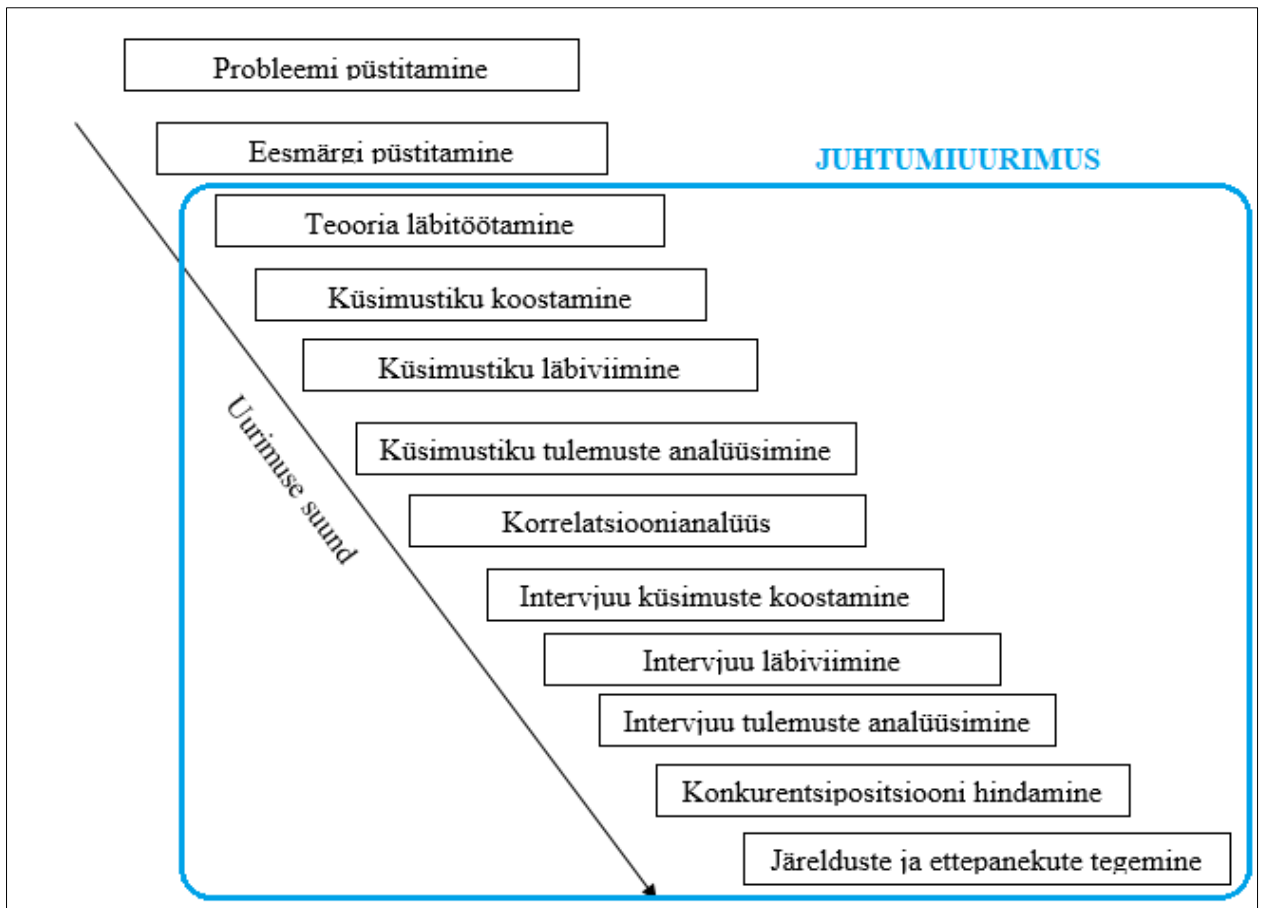 Probleemi püstitamine
Eesmärgi püstitamine
JUHTUMIUURIMUS
Teooria läbitöötamine
Küsimustiku koostamine
Küsimustiku läbiviimine
Uurimuse suund
Küsimustiku tulemuste analüüsimine
Korrelatsioonianalüüs
Intervjuu küsimuste koostamine
Intervjuu läbiviimine
Intervjuu tulemuste analüüsimine
Konkurentsipositsiooni hindamine
Järelduste ja ettepanekute tegemine